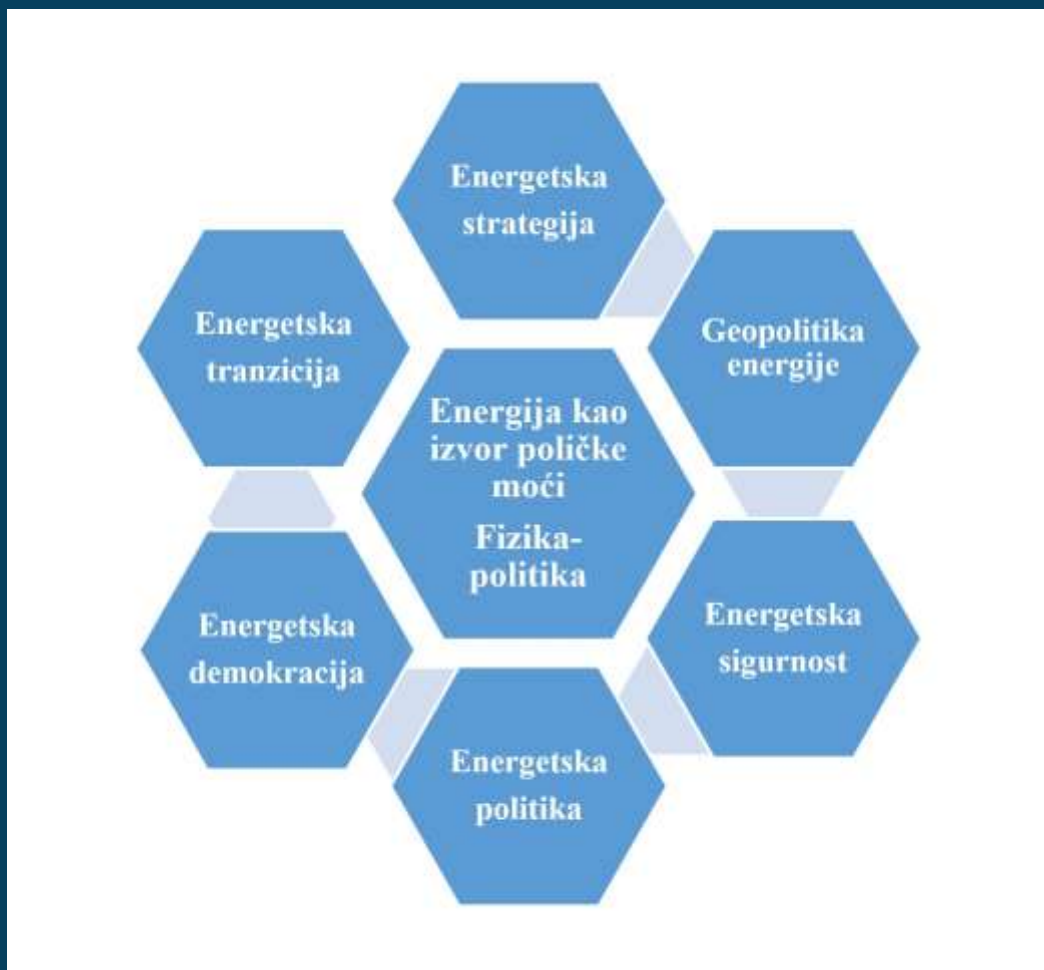 Energetska
strategija
Geopolitika
energije
Energetska
sigurnost
Energetska
politika
Energetska
demokracija
Energetska
tranzicija
Energija kao
izvor poličke
moći
Fizika-
politika